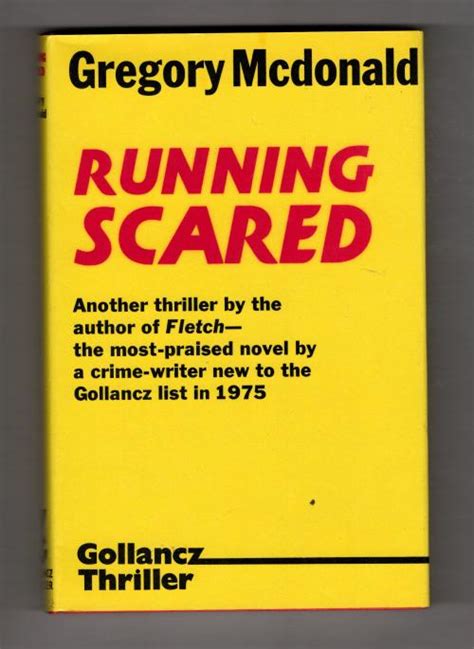 Gregory Mcdonald
RUNNING
SCARED
Another thriller by the
author of Fletch—
the most-praised novel by
a crime-writer new to the
Gollancz list in 1975
Gollancz
Thriller